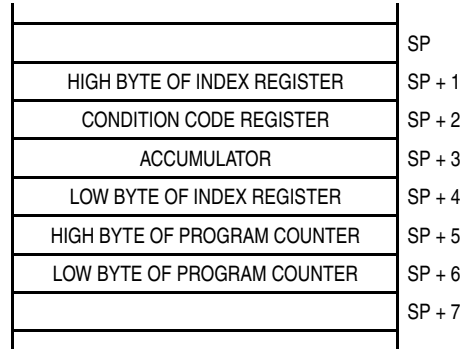 SP
HIGH BYTE OF INDEX REGISTER SP + 1
CONDITION CODE REGISTER SP + 2
ACCUMULATOR SP + 3
LOW BYTE OF INDEX REGISTER SP + 4
HIGH BYTE OF PROGRAM COUNTER SP + 5
LOW BYTE OF PROGRAM COUNTER SP + 6
SP + 7